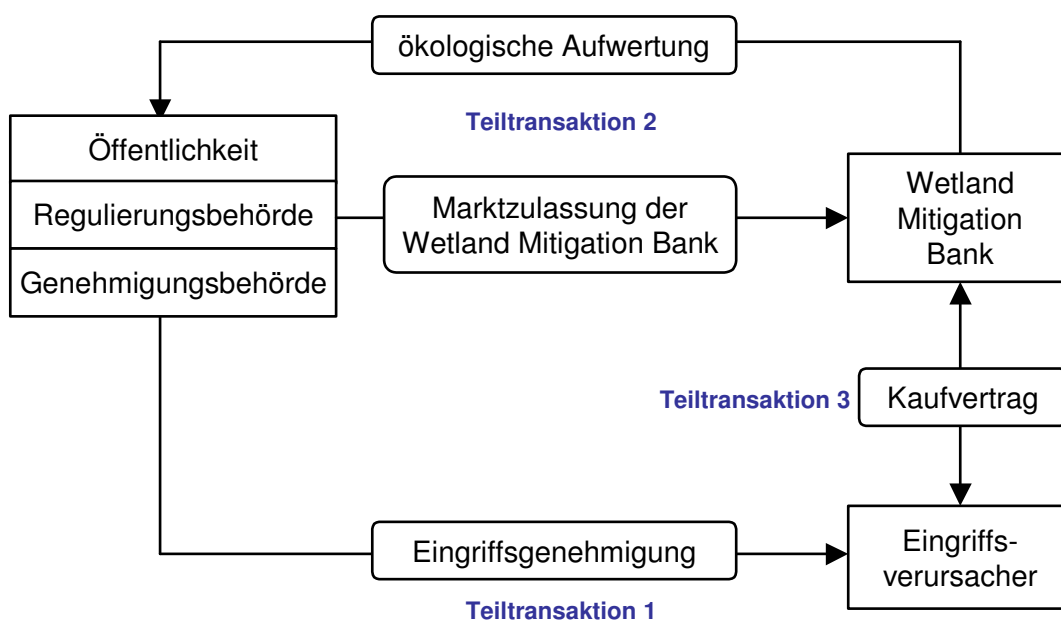 ökologische Aufwertung
Teiltransaktion 2
Öffentlichkeit
Regulierungsbehörde
Genehmigungsbehörde
Marktzulassung der
Wetland Mitigation Bank
Wetland
Mitigation
Bank
Teiltransaktion 3
Kaufvertrag
Eingriffsgenehmigung
Eingriffs-
verursacher
Teiltransaktion 1